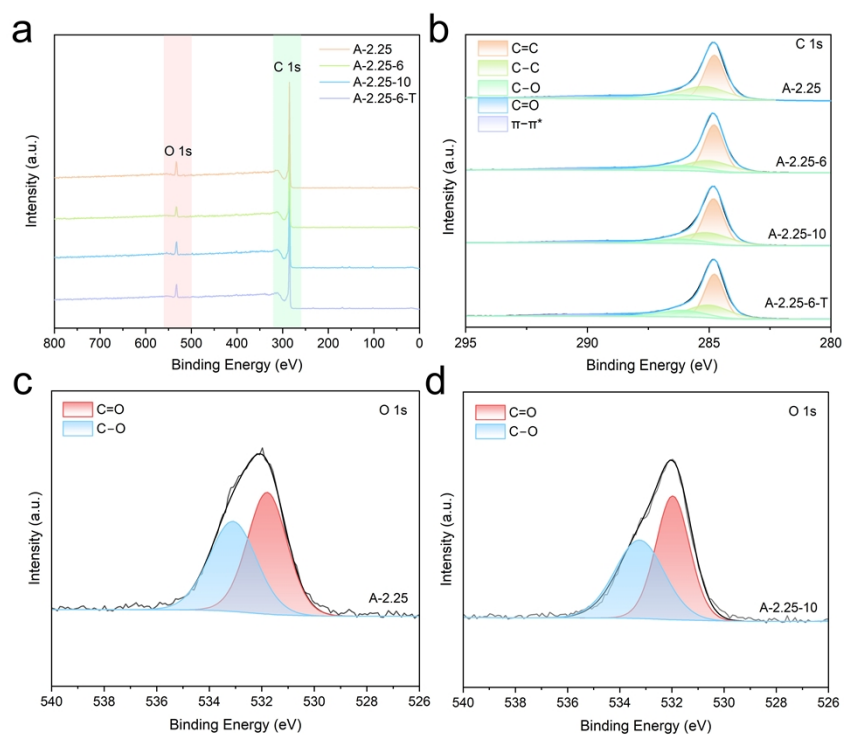 a
A-2.25
A-2.25-6
A-2.25-10
A-2.25-6-T
C 1s
O 1s
Intensity (a.u.)
800 700 600 500 400 300 200 100 0
Binding Energy (eV)
b
C=C
C−C
C−O
C=O
π−π*
C 1s
A-2.25
A-2.25-6
A-2.25-10
A-2.25-6-T
Intensity (a.u.)
295 290 285 280
Binding Energy (eV)
c
C=O
C−O
O 1s
A-2.25
Intensity (a.u.)
540 538 536 534 532 530 528 526
Binding Energy (eV)
d
C=O
C−O
O 1s
A-2.25-10
Intensity (a.u.)
540 538 536 534 532 530 528 526
Binding Energy (eV)